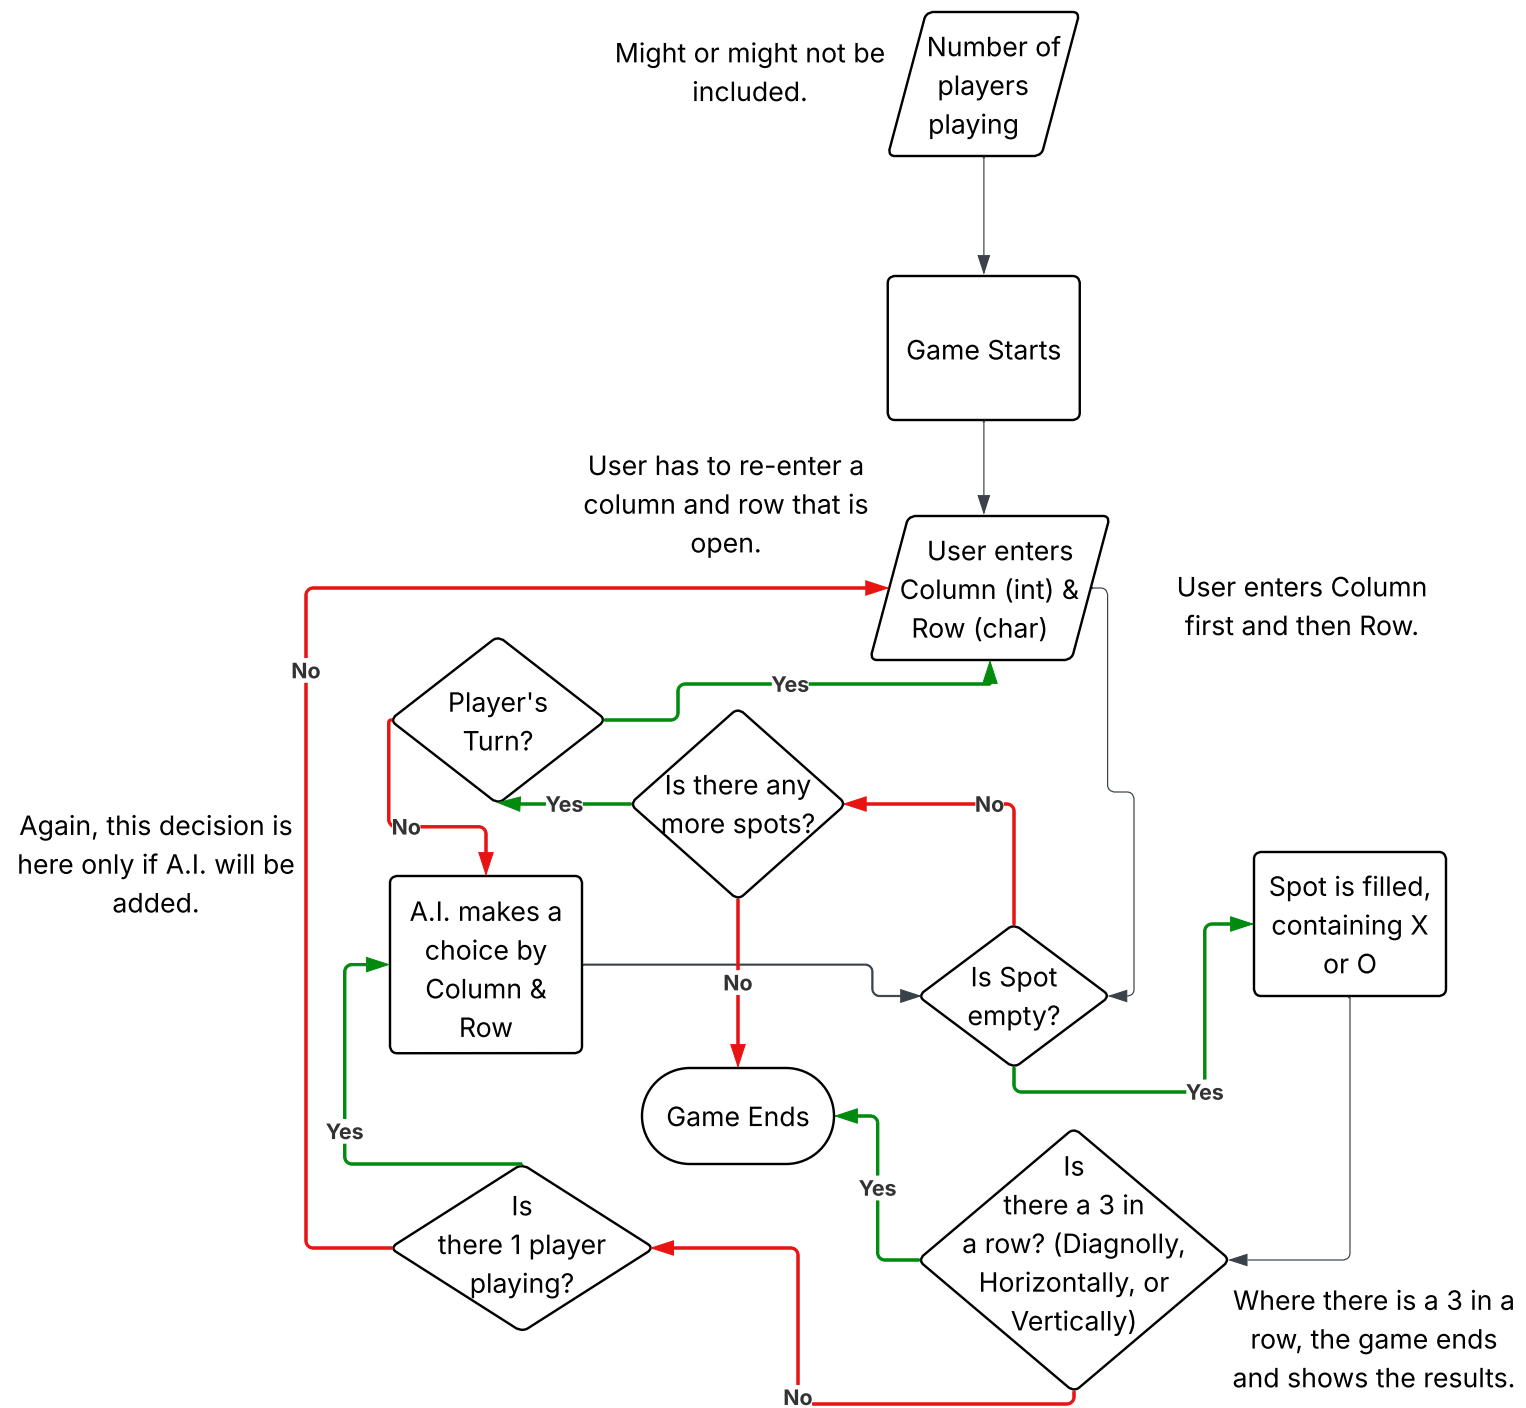 Might or might not be
included.
Number of
players
playing
Game Starts
User has to re-enter a
column and row that is
open.
User enters
Column (int) &
Row (char)
User enters Column
first and then Row.
No
Player's
Turn?
Yes
Is there any
more spots?
Yes
No
No
Again, this decision is
here only if A.I. will be
added.
A.I. makes a
choice by
Column &
Row
No
Is Spot
empty?
Spot is filled,
containing X
or O
Yes
Game Ends
Yes
Yes
Is
there 1 player
playing?
Is
there a 3 in
a row? (Diagnolly,
Horizontally, or
Vertically)
Where there is a 3 in a
row, the game ends
and shows the results.
No